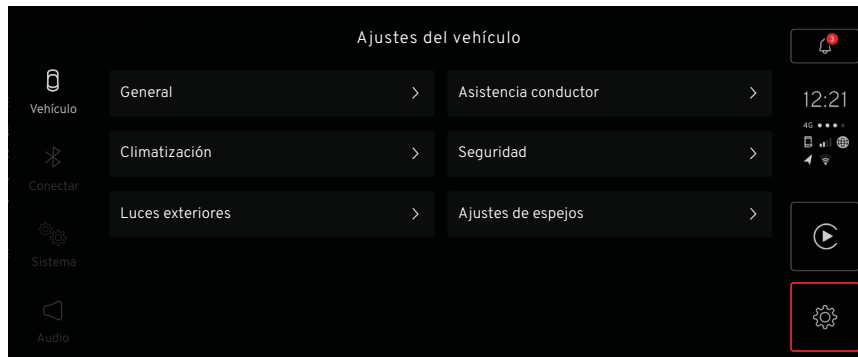 Ajustes del vehículo
3
Vehículo
General
Asistencia conductor
12:21
4G
Conectar
Climatización
Seguridad
Sistema
Luces exteriores
Ajustes de espejos
Audio